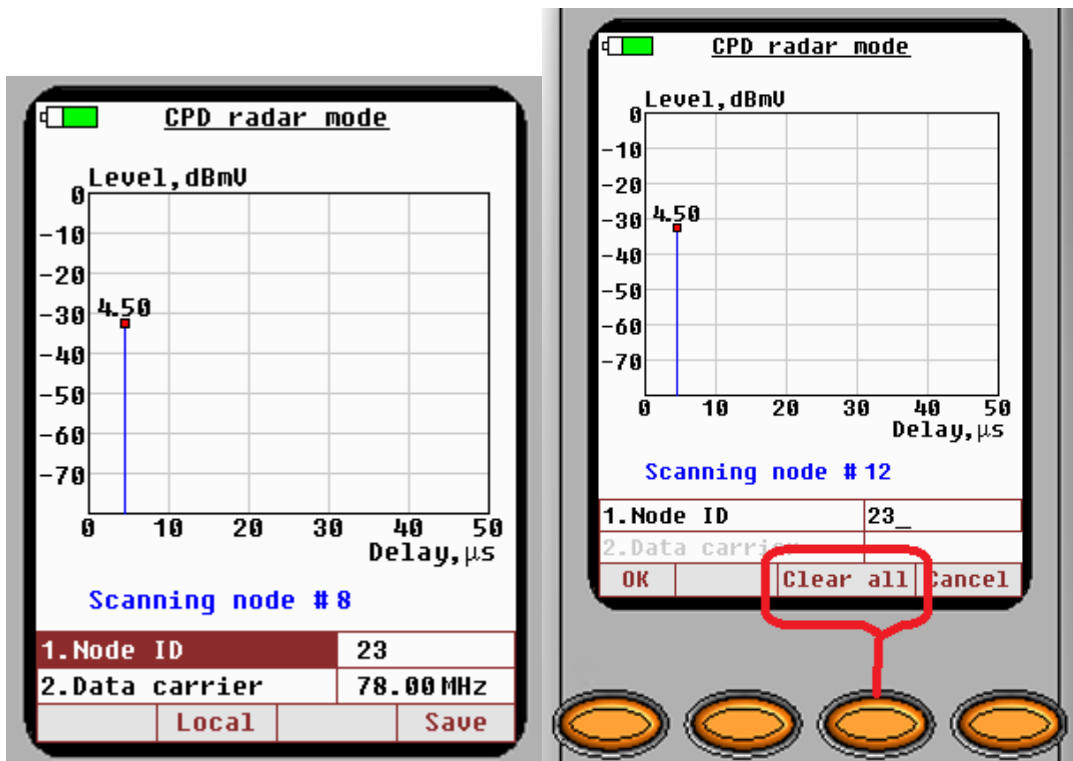 CPD radar mode
Level,dBmV
0
-10
-20
-30
-40
-50
-60
-70
4.50
0 10 20 30 40 50
Delay,µs
Scanning node # 8
1.Node ID 23
2.Data carrier 78.00 MHz
Local Save
CPD radar mode
Level,dBmV
0
-10
-20
-30
-40
-50
-60
-70
4.50
0 10 20 30 40 50
Delay,µs
Scanning node # 12
1.Node ID 23_
2.Data carrier
OK Clear all Cancel